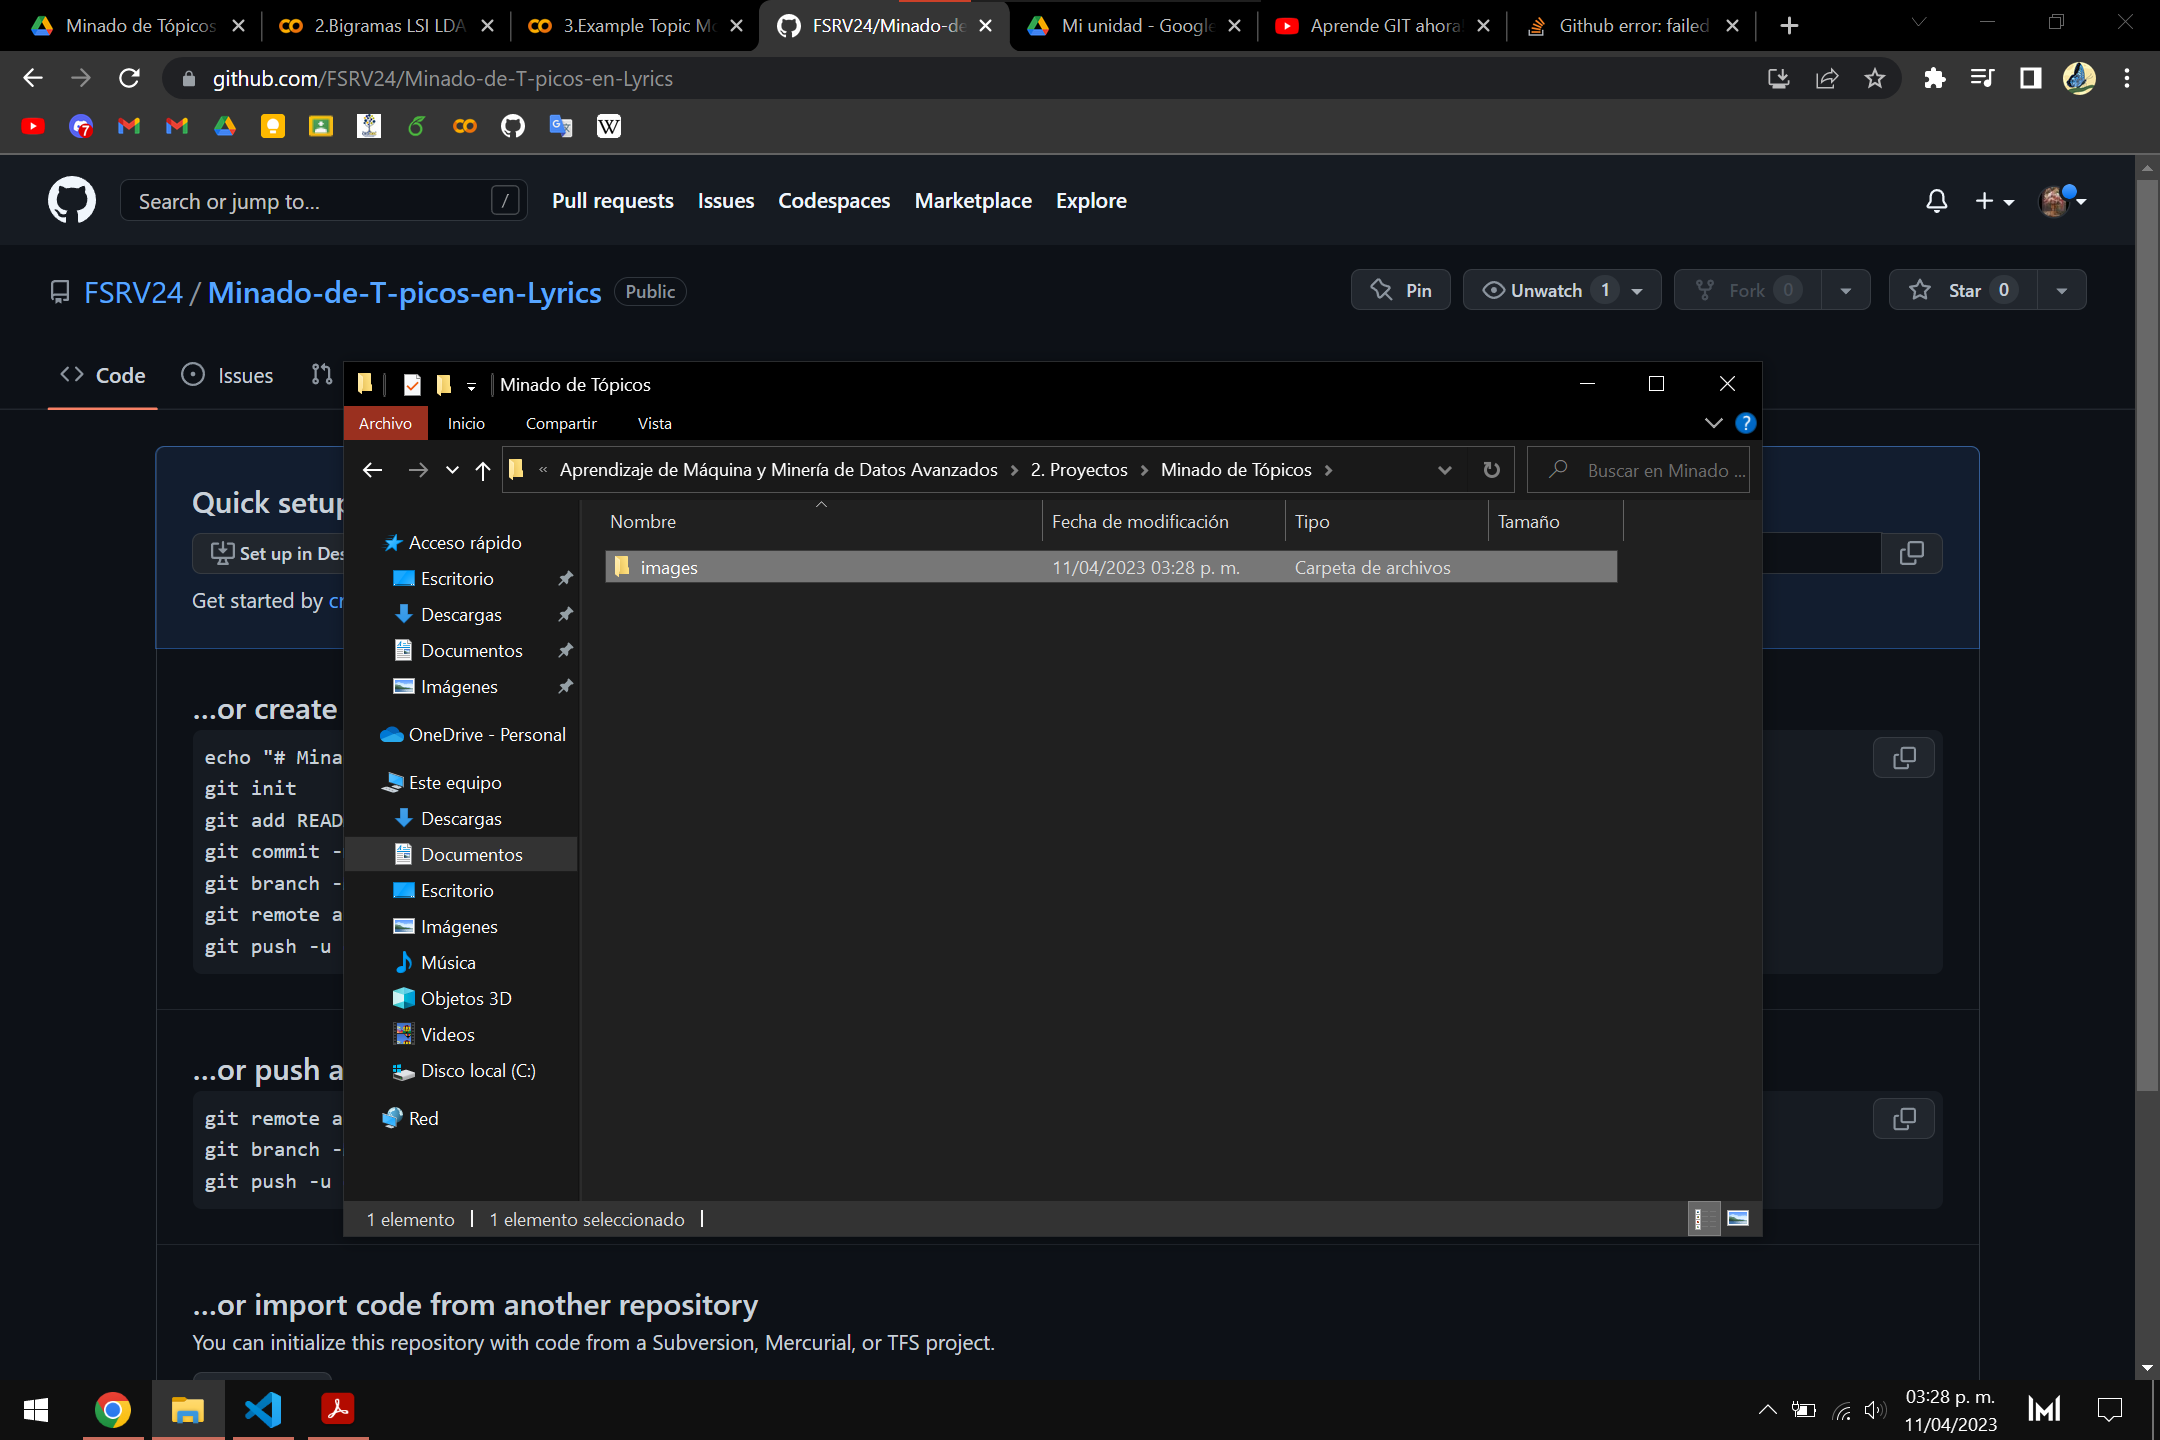 Minado de Tópicos
2.Bigramas LSI LDA
3.Example Topic Mo
FSRV24/Minado-de
Mi unidad - Google
Aprende GIT ahora!
Github error: failed
github.com/FSRV24/Minado-de-T-picos-en-Lyrics
7
W
Search or jump to...
/
Pull requests
Issues
Codespaces
Marketplace
Explore
FSRV24 / Minado-de-T-picos-en-Lyrics
Public
Pin
Unwatch 1
Fork 0
Star 0
Code
Issues
Minado de Tópicos
Archivo
Inicio
Compartir
Vista
?
« Aprendizaje de Máquina y Minería de Datos Avanzados > 2. Proyectos > Minado de Tópicos >
Buscar en Minado ...
Quick setup
Set up in Des
Get started by cr
Nombre
Fecha de modificación
Tipo
Tamaño
images
11/04/2023 03:28 p. m.
Carpeta de archivos
Acceso rápido
Escritorio
Descargas
Documentos
Imágenes
OneDrive - Personal
Este equipo
Descargas
Documentos
Escritorio
Imágenes
Música
Objetos 3D
Videos
Disco local (C:)
Red
1 elemento
1 elemento seleccionado
...or create
echo "# Mina
git init
git add READ
git commit -
git branch -
git remote a
git push -u
...or push a
git remote a
git branch -
git push -u
...or import code from another repository
You can initialize this repository with code from a Subversion, Mercurial, or TFS project.
03:28 p. m.
11/04/2023